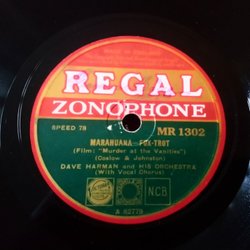 REGAL
ZONOPHONE
SPEED 78
MR 1302
MARAHUANA - FOX-TROT
(Film: "Murder at the Vanities")
(Coslow & Johnston)
DAVE HARMAN and HIS ORCHESTRA
(With Vocal Chorus)
NCB
A 82779